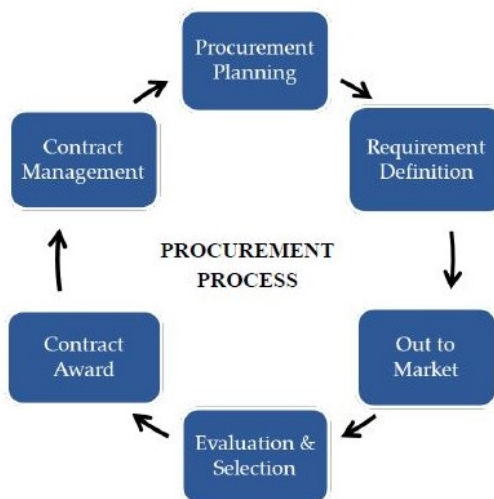 Procurement
Planning
Requirement
Definition
Out to
Market
Evaluation &
Selection
Contract
Award
Contract
Management
PROCUREMENT
PROCESS